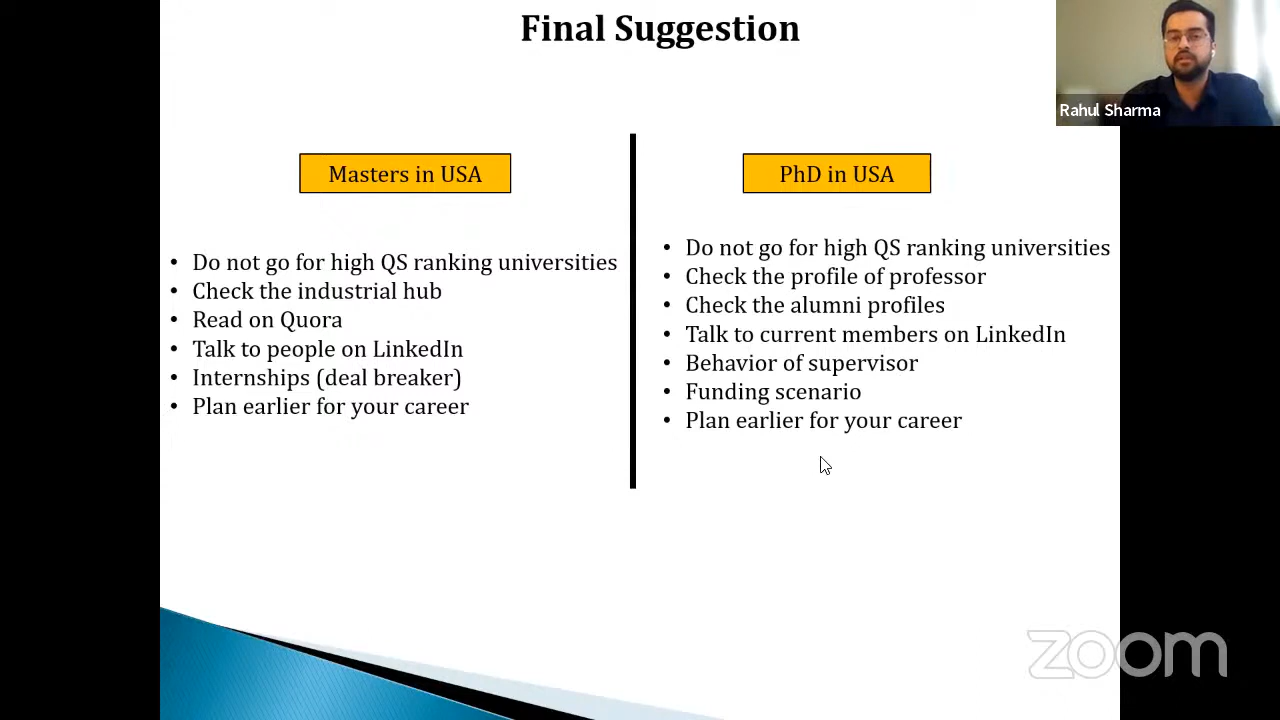 Final Suggestion
Rahul Sharma
Masters in USA
• Do not go for high QS ranking universities
• Check the industrial hub
• Read on Quora
• Talk to people on LinkedIn
• Internships (deal breaker)
• Plan earlier for your career
PhD in USA
• Do not go for high QS ranking universities
• Check the profile of professor
• Check the alumni profiles
• Talk to current members on LinkedIn
• Behavior of supervisor
• Funding scenario
• Plan earlier for your career
zoom